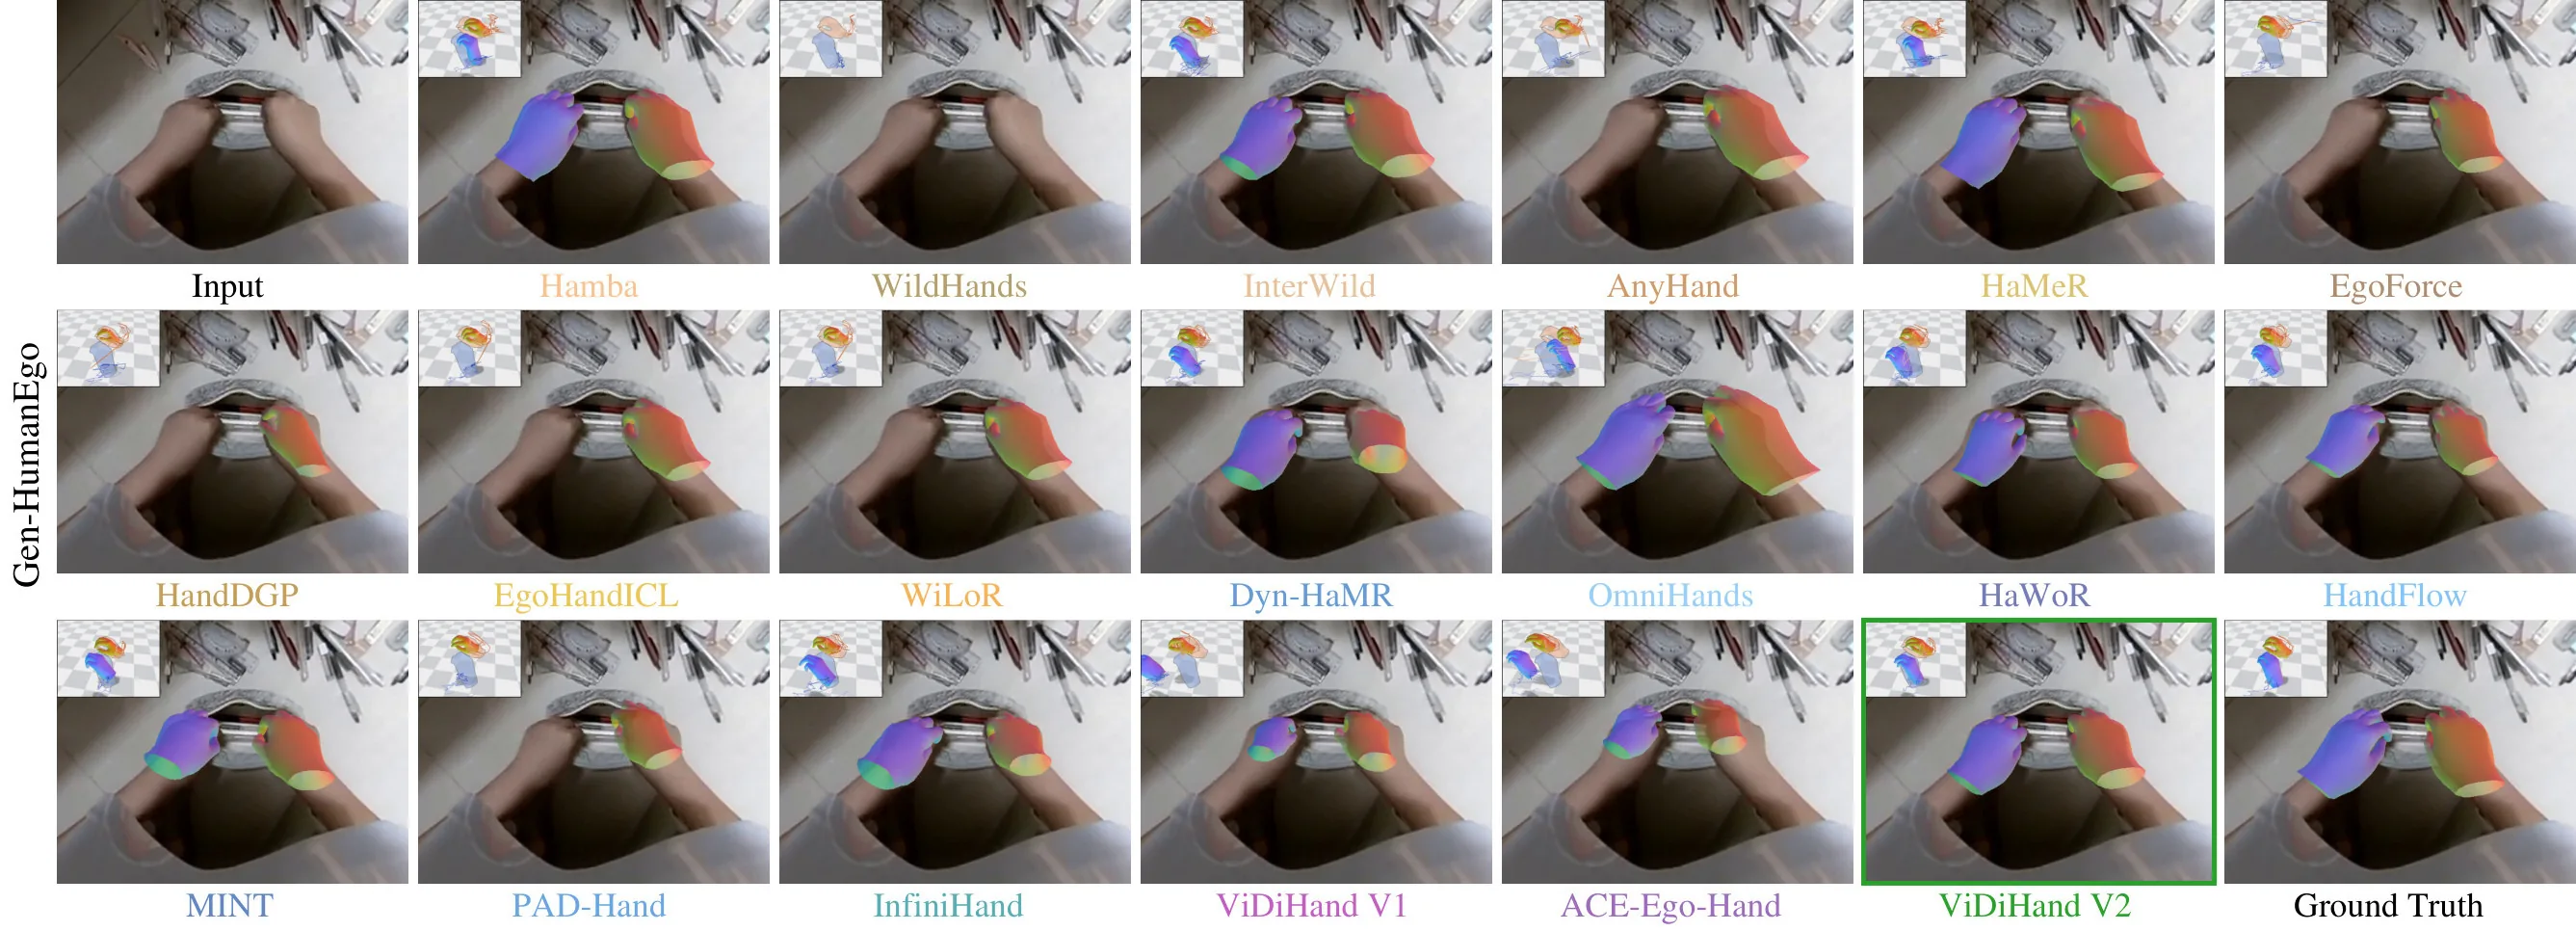 Gen-HumanEgo
Input
Hamba
WildHands
InterWild
AnyHand
HaMeR
EgoForce
HandDGP
EgoHandICL
WiLoR
Dyn-HaMR
OmniHands
HaWoR
HandFlow
MINT
PAD-Hand
InfiniHand
ViDiHand V1
ACE-Ego-Hand
ViDiHand V2
Ground Truth